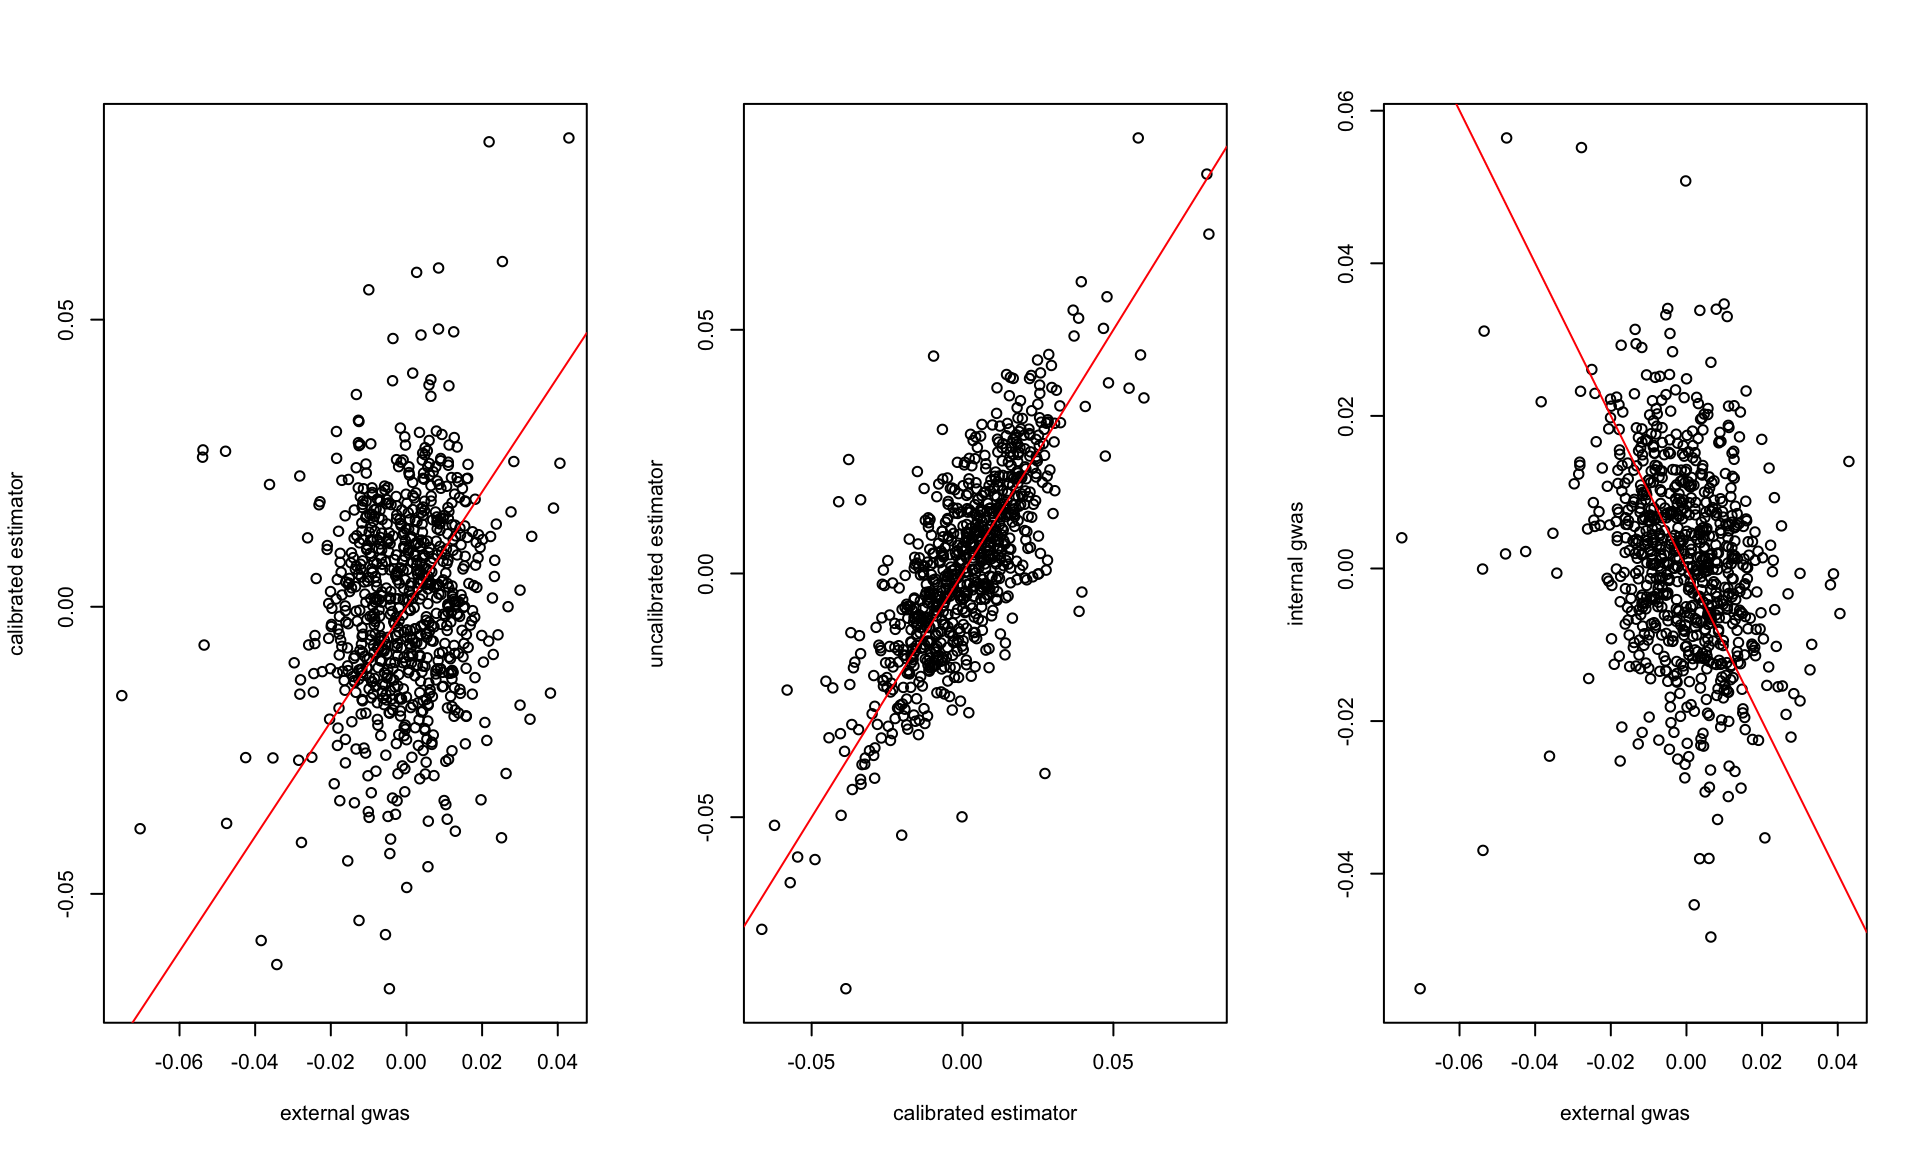 calibrated estimator
0.05
0.00
-0.05
-0.06 -0.04 -0.02 0.00 0.02 0.04
external gwas
uncalibrated estimator
0.05
0.00
-0.05
-0.05 0.00 0.05
calibrated estimator
internal gwas
0.06
0.04
0.02
0.00
-0.02
-0.04
-0.06 -0.04 -0.02 0.00 0.02 0.04
external gwas